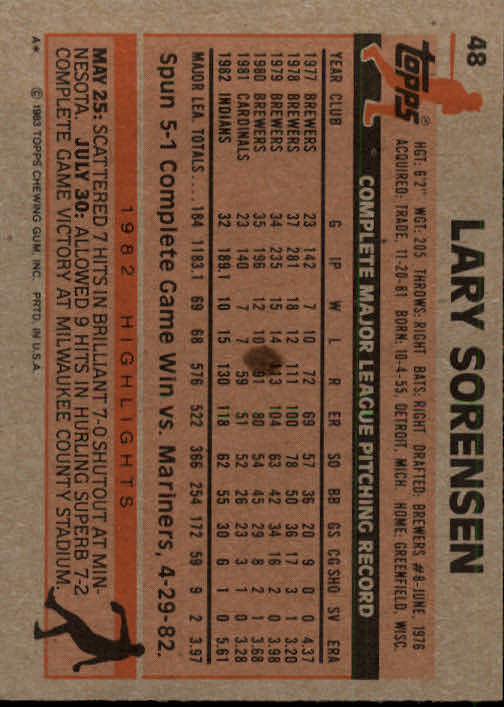 48
topps®
LARY SORENSEN
HGT: 6'2" WGT: 205 THROWS: RIGHT BATS: RIGHT DRAFTED: BREWERS #8-JUNE, 1976
ACQUIRED: TRADE, 11-20-81 BORN: 10-4-55, DETROIT, MICH. HOME: GREENFIELD, WISC.
COMPLETE MAJOR LEAGUE PITCHING RECORD
YEAR CLUB G IP W L R ER SO BB GS CG SHO SV ERA
1977 BREWERS 23 142 7 10 72 69 57 36 20 9 0 0 4.37
1978 BREWERS 37 281 18 12 111 100 78 50 36 17 3 1 3.20
1979 BREWERS 34 235 15 14 113 104 63 42 34 16 2 0 3.98
1980 BREWERS 35 196 12 10 91 80 54 45 29 8 2 1 3.68
1981 CARDINALS 23 140 7 7 59 51 52 26 23 3 1 0 3.28
1982 INDIANS 32 189.1 10 15 130 118 62 55 30 6 1 0 5.61
MAJOR LEA. TOTALS .... 184 1183.1 69 68 576 522 366 254 172 59 9 2 3.97
Spun 5-1 Complete Game Win vs. Mariners, 4-29-82.
1982 HIGHLIGHTS
MAY 25: SCATTERED 7 HITS IN BRILLIANT 7-0 SHUTOUT AT MIN-
NESOTA. JULY 30: ALLOWED 9 HITS IN HURLING SUPERB 7-2
COMPLETE GAME VICTORY AT MILWAUKEE COUNTY STADIUM.
A* © 1983 TOPPS CHEWING GUM, INC. PRTD. IN U.S.A.